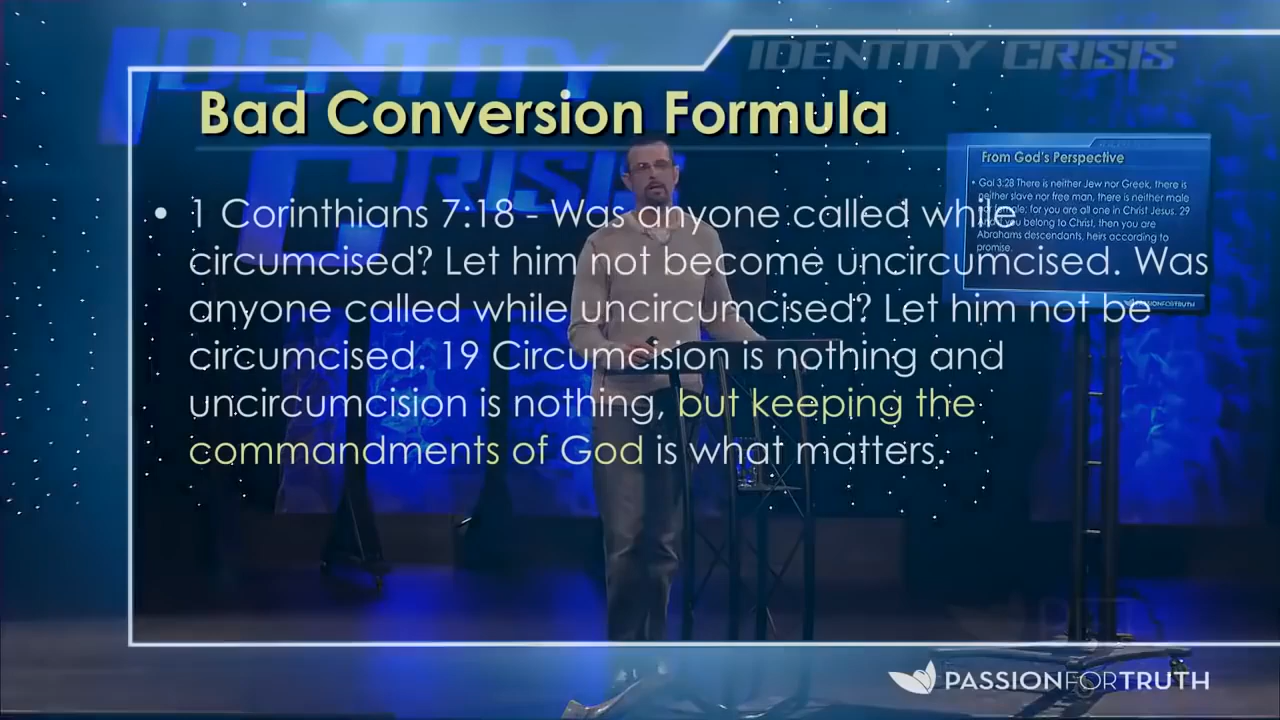 IDENTITY
CRISIS
IDENTITY CRISIS
Bad Conversion Formula
• 1 Corinthians 7:18 - Was anyone called while
circumcised? Let him not become uncircumcised. Was
anyone called while uncircumcised? Let him not be
circumcised. 19 Circumcision is nothing and
uncircumcision is nothing, but keeping the
commandments of God is what matters.
From God's Perspective
• Gal 3:28 There is neither Jew nor Greek, there is
neither slave nor free man, there is neither male
for you are all one in Christ Jesus. 29
you belong to Christ, then you are
Abrahams descendants, heirs according to
promise.
PASSIONFORTRUTH
PASSIONFORTRUTH